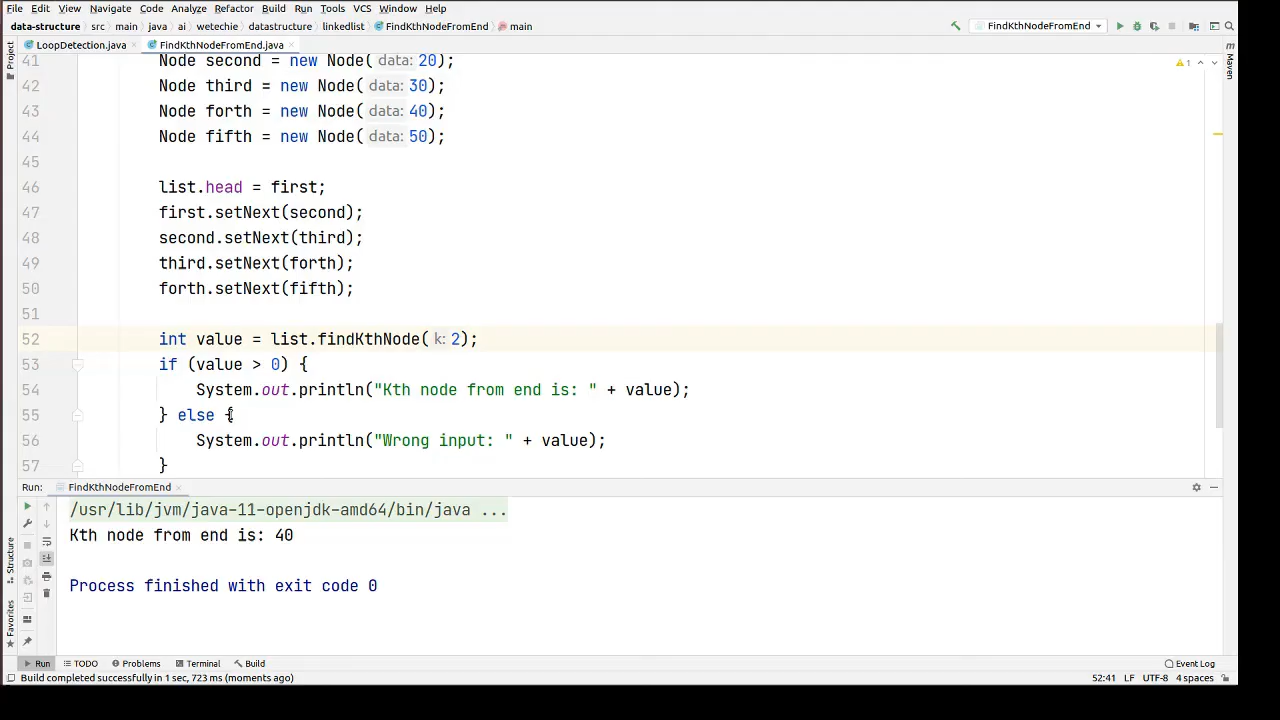 File Edit View Navigate Code Analyze Refactor Build Run Tools VCS Window Help
data-structure src main java ai wetechie datastructure linkedlist FindKthNodeFromEnd main FindKthNodeFromEnd
LoopDetection.java FindKthNodeFromEnd.java
Project
Maven
1
41 Node second = new Node( data: 20);
42 Node third = new Node( data: 30);
43 Node forth = new Node( data: 40);
44 Node fifth = new Node( data: 50);
45
46 list.head = first;
47 first.setNext(second);
48 second.setNext(third);
49 third.setNext(forth);
50 forth.setNext(fifth);
51
52 int value = list.findKthNode( k: 2);
53 if (value > 0) {
54 System.out.println("Kth node from end is: " + value);
55 } else {
56 System.out.println("Wrong input: " + value);
57 }
Run: FindKthNodeFromEnd
/usr/lib/jvm/java-11-openjdk-amd64/bin/java ...
Kth node from end is: 40
Process finished with exit code 0
Structure
Favorites
Run TODO Problems Terminal Build Event Log
Build completed successfully in 1 sec, 723 ms (moments ago) 52:41 LF UTF-8 4 spaces